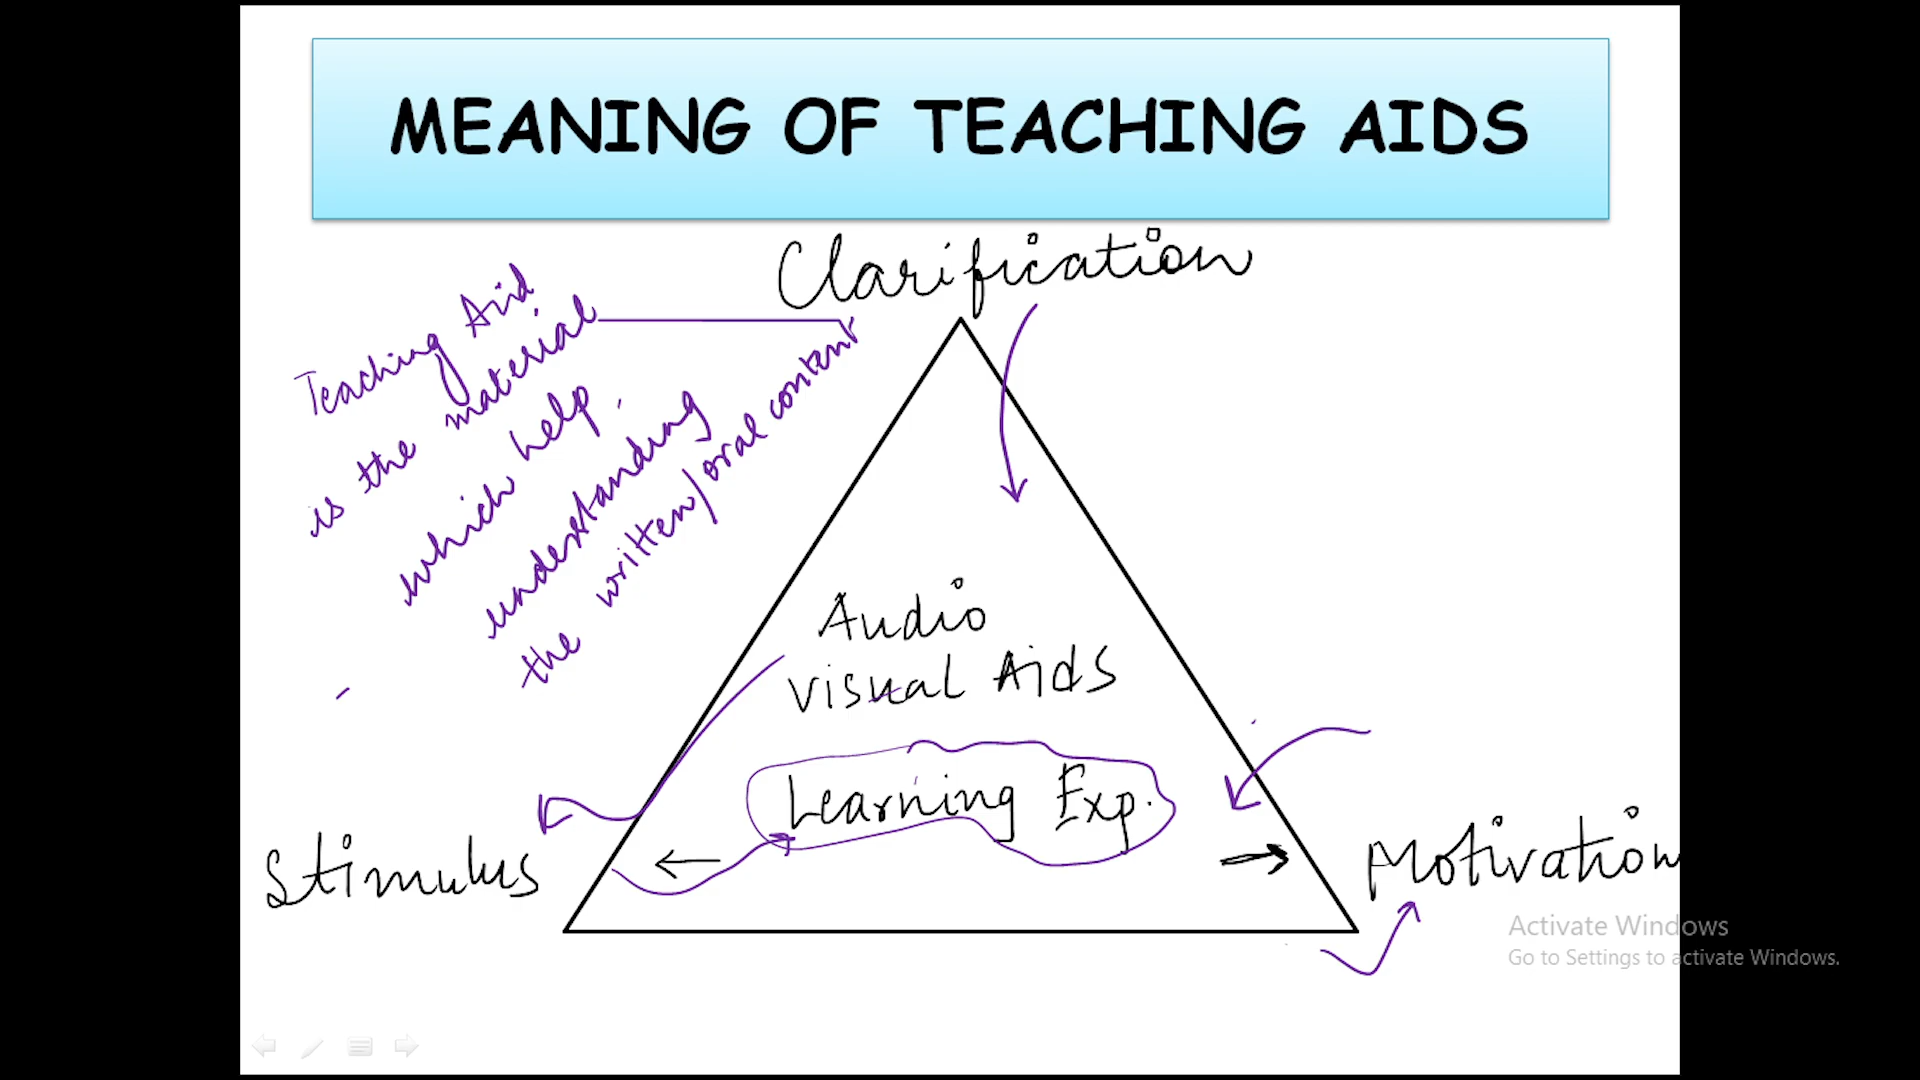 MEANING OF TEACHING AIDS
Clarification
Teaching Aid
is the material
which help
understanding
the written/oral content
Audio
Visual Aids
Learning Exp.
Stimulus
Motivation
Activate Windows
Go to Settings to activate Windows.